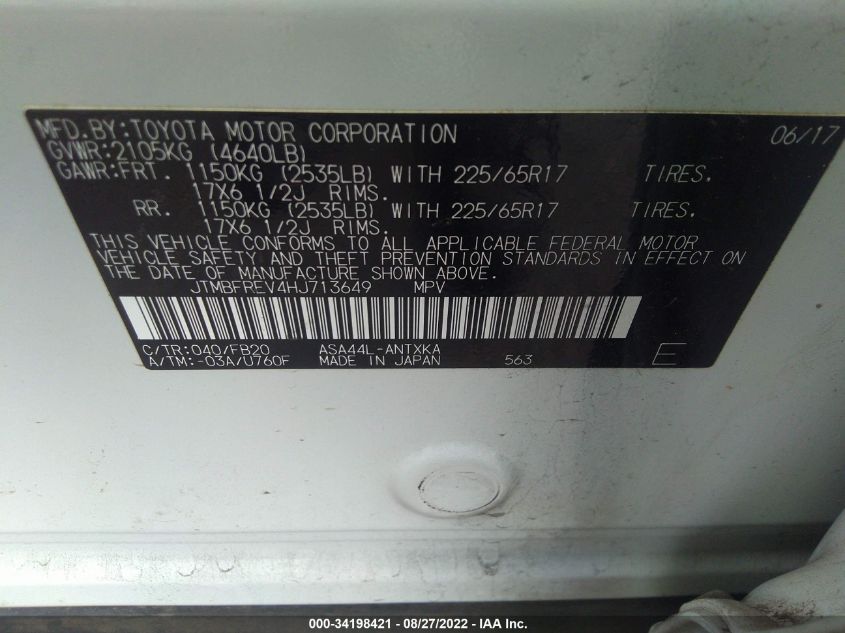 MFD.BY:TOYOTA MOTOR CORPORATION 06/17
GVWR:2105KG (4640LB)
GAWR:FRT. 1150KG (2535LB) WITH 225/65R17 TIRES.
17X6 1/2J RIMS.
RR. 1150KG (2535LB) WITH 225/65R17 TIRES.
17X6 1/2J RIMS.
THIS VEHICLE CONFORMS TO ALL APPLICABLE FEDERAL MOTOR
VEHICLE SAFETY AND THEFT PREVENTION STANDARDS IN EFFECT ON
THE DATE OF MANUFACTURE SHOWN ABOVE.
JTMBFREV4HJ713649 MPV
C/TR:040/FB20 ASA44L-ANTXKA
A/TM:-03A/U760F MADE IN JAPAN 563 E
000-34198421 - 08/27/2022 - IAA Inc.